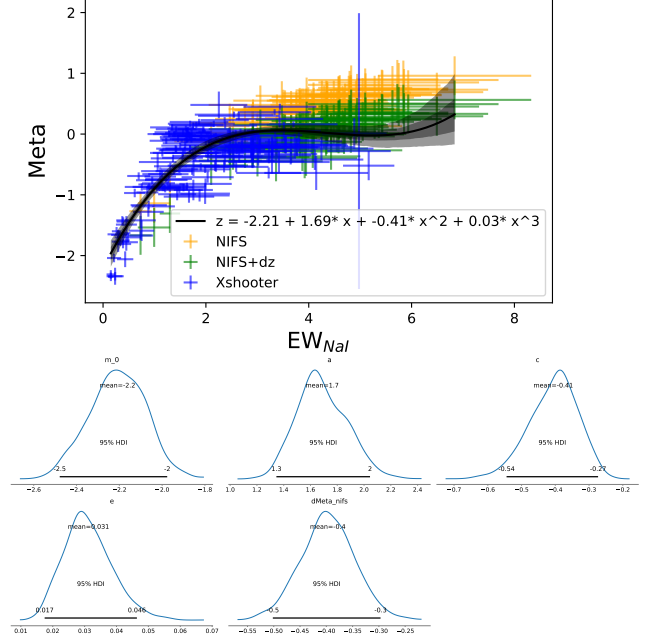 2
1
0
−1
−2
Meta
z = -2.21 + 1.69* x + -0.41* x^2 + 0.03* x^3
NIFS
NIFS+dz
Xshooter
0 2 4 6 8
EW_NaI
m_0
mean=-2.2
95% HDI
-2.5 -2
−2.6 −2.4 −2.2 −2.0 −1.8
a
mean=1.7
95% HDI
1.3 2
1.0 1.2 1.4 1.6 1.8 2.0 2.2 2.4
c
mean=-0.41
95% HDI
-0.54 -0.27
−0.7 −0.6 −0.5 −0.4 −0.3 −0.2
e
mean=0.031
95% HDI
0.017 0.046
0.01 0.02 0.03 0.04 0.05 0.06 0.07
dMeta_nifs
mean=-0.4
95% HDI
-0.5 -0.3
−0.55 −0.50 −0.45 −0.40 −0.35 −0.30 −0.25